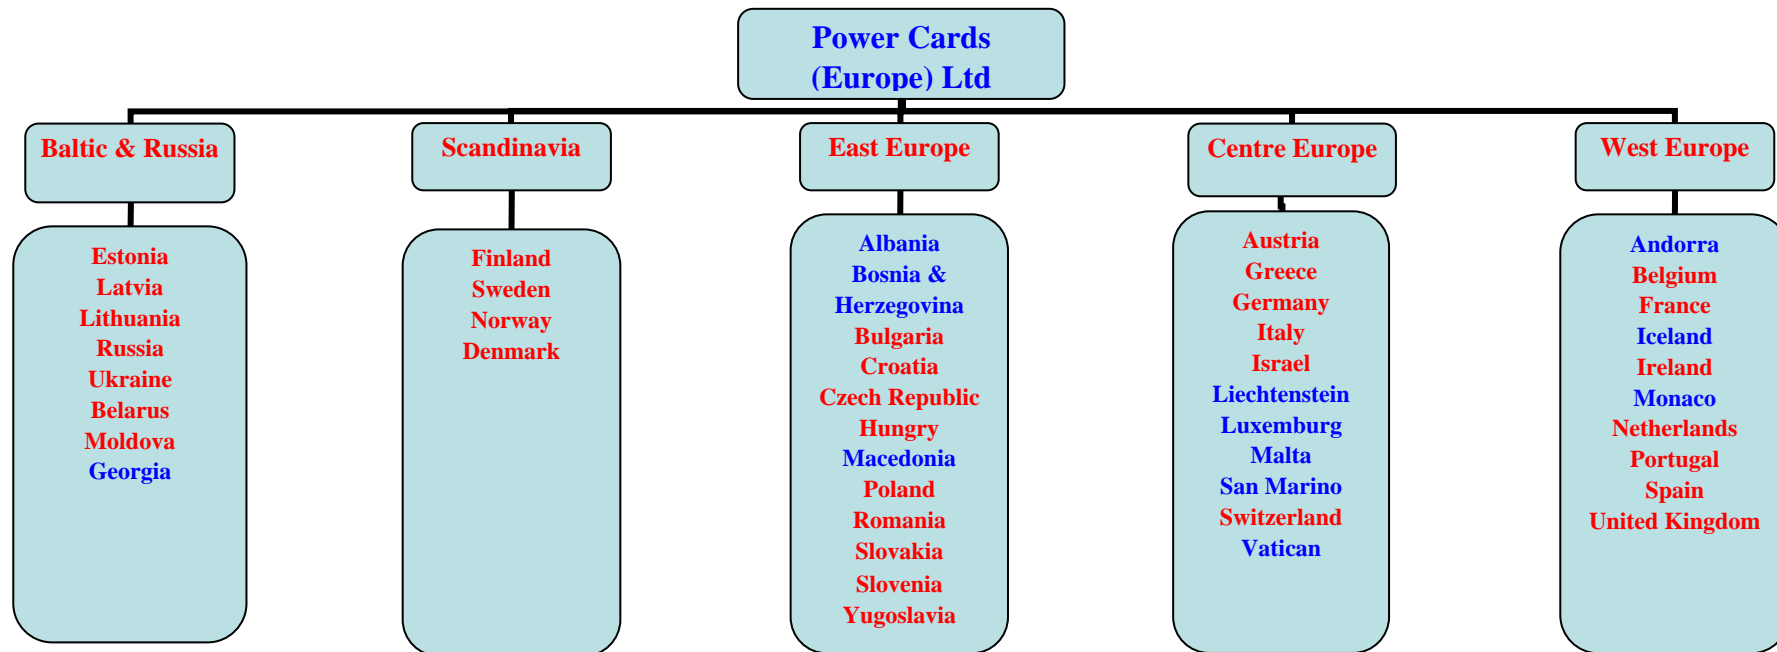 Power Cards
(Europe) Ltd
Baltic & Russia
Scandinavia
East Europe
Centre Europe
West Europe
Estonia
Latvia
Lithuania
Russia
Ukraine
Belarus
Moldova
Georgia
Finland
Sweden
Norway
Denmark
Albania
Bosnia &
Herzegovina
Bulgaria
Croatia
Czech Republic
Hungry
Macedonia
Poland
Romania
Slovakia
Slovenia
Yugoslavia
Austria
Greece
Germany
Italy
Israel
Liechtenstein
Luxemburg
Malta
San Marino
Switzerland
Vatican
Andorra
Belgium
France
Iceland
Ireland
Monaco
Netherlands
Portugal
Spain
United Kingdom